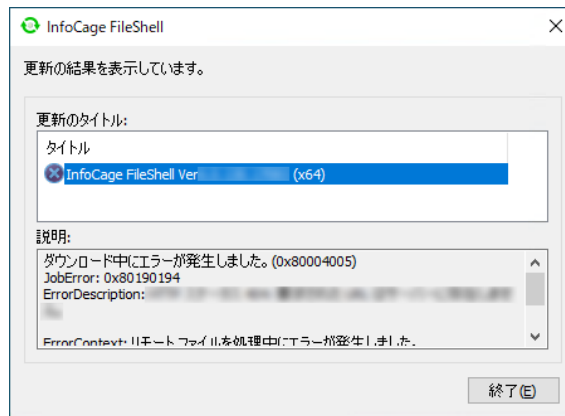 InfoCage FileShell
更新の結果を表示しています。
更新のタイトル:
タイトル
InfoCage FileShell Ver (x64)
説明:
ダウンロード中にエラーが発生しました。(0x80004005)
JobError: 0x80190194
ErrorDescription:
ErrorContext: リモート ファイルを処理中にエラーが発生しました。
終了(E)